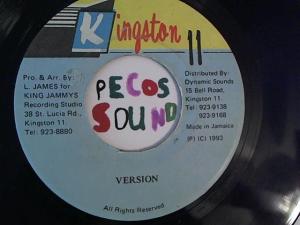 Kingston 11
Pro. & Arr. By:
L. JAMES for
KING JAMMYS
Recording Studio
38 St. Lucia Rd.,
Kingston 11.
Tel: 923-8880
PECOS
SOUND
Distributed By:
Dynamic Sounds
15 Bell Road,
Kingston 11.
Tel: 923-9138
923-9168
Made in Jamaica
(P) (C) 1993
VERSION
All Rights Reserved